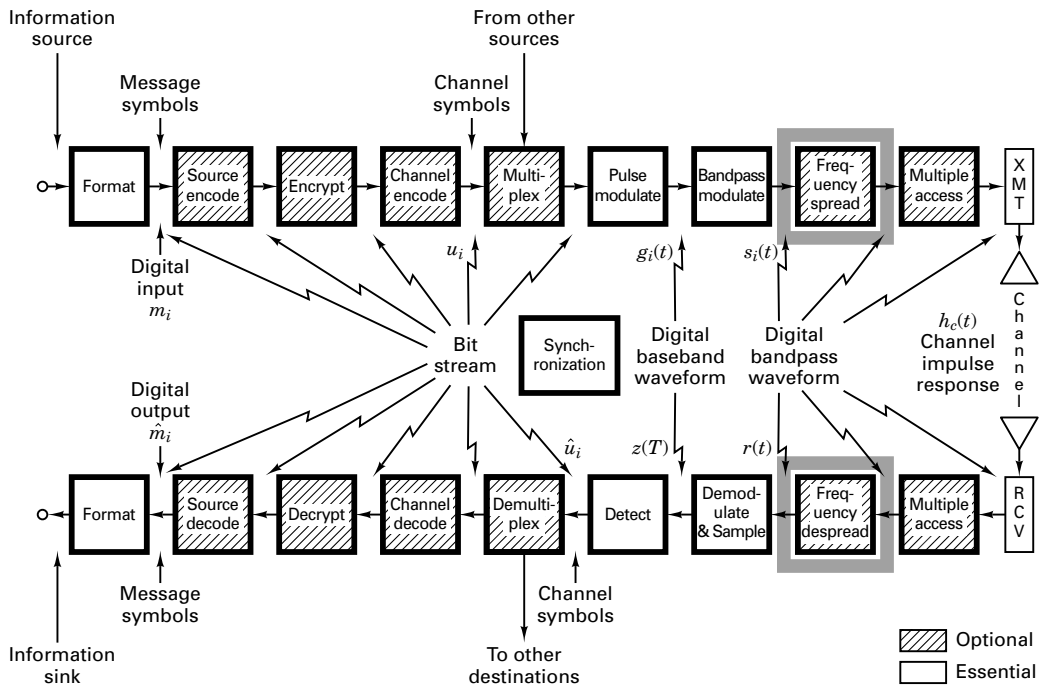 Information
source
From other
sources
Message
symbols
Channel
symbols
Format
Source
encode
Encrypt
Channel
encode
Multi-
plex
Pulse
modulate
Bandpass
modulate
Freq-
uency
spread
Multiple
access
X
M
T
Digital
input
m_i
u_i
g_i(t)
s_i(t)
Bit
stream
Synch-
ronization
Digital
baseband
waveform
Digital
bandpass
waveform
h_c(t)
Channel
impulse
response
C
h
a
n
n
e
l
Digital
output
m̂_i
û_i
z(T)
r(t)
Format
Source
decode
Decrypt
Channel
decode
Demulti-
plex
Detect
Demod-
ulate
& Sample
Freq-
uency
despread
Multiple
access
R
C
V
Message
symbols
Channel
symbols
Information
sink
To other
destinations
Optional
Essential